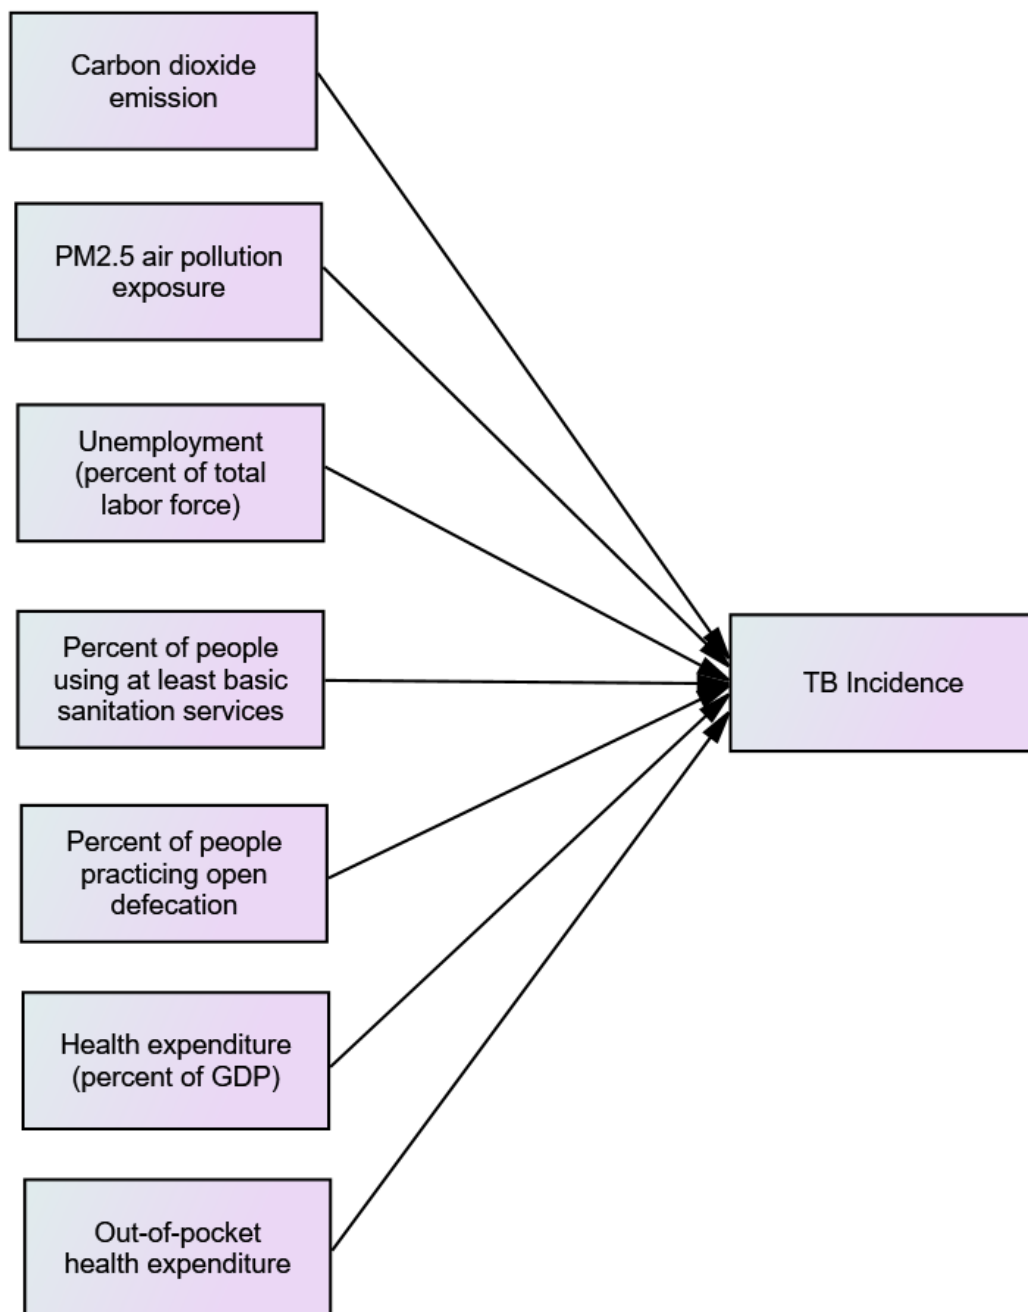 Carbon dioxide
emission
PM2.5 air pollution
exposure
Unemployment
(percent of total
labor force)
Percent of people
using at least basic
sanitation services
TB Incidence
Percent of people
practicing open
defecation
Health expenditure
(percent of GDP)
Out-of-pocket
health expenditure